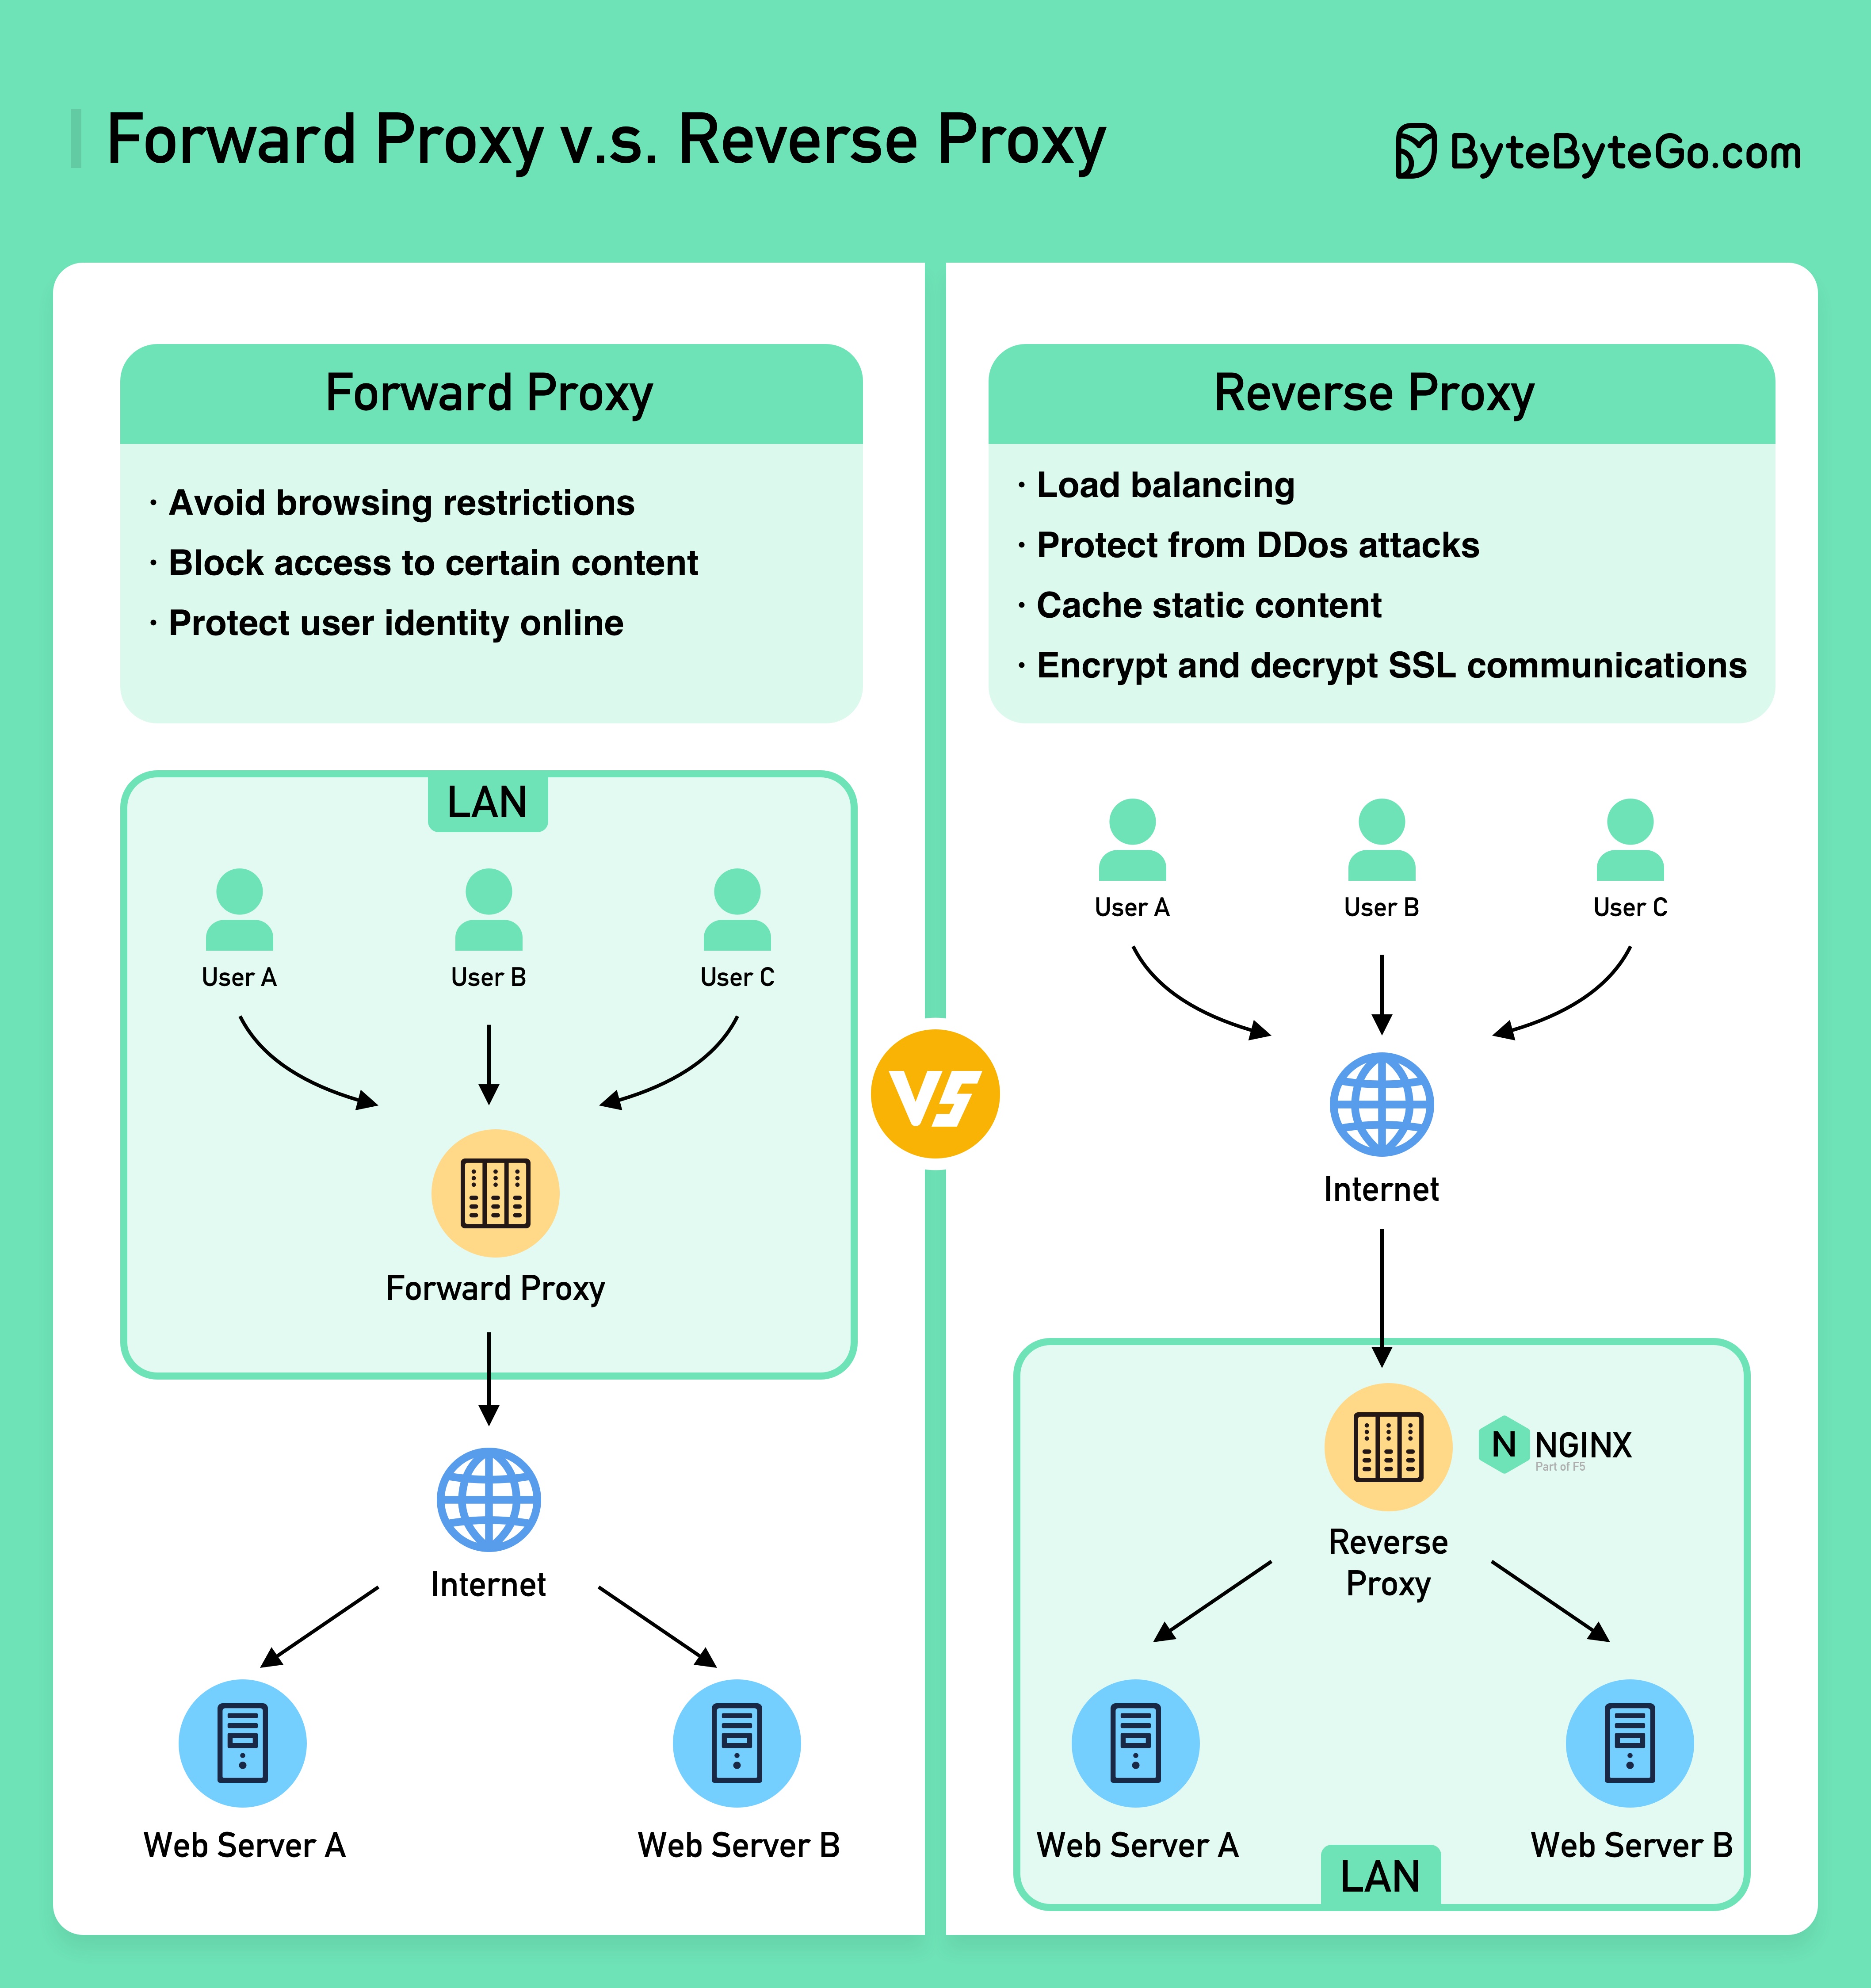 Forward Proxy v.s. Reverse Proxy
ByteByteGo.com
Forward Proxy
· Avoid browsing restrictions
· Block access to certain content
· Protect user identity online
LAN
User A
User B
User C
Forward Proxy
Internet
Web Server A
Web Server B
VS
Reverse Proxy
· Load balancing
· Protect from DDos attacks
· Cache static content
· Encrypt and decrypt SSL communications
User A
User B
User C
Internet
N NGINX
Part of F5
Reverse
Proxy
Web Server A
Web Server B
LAN